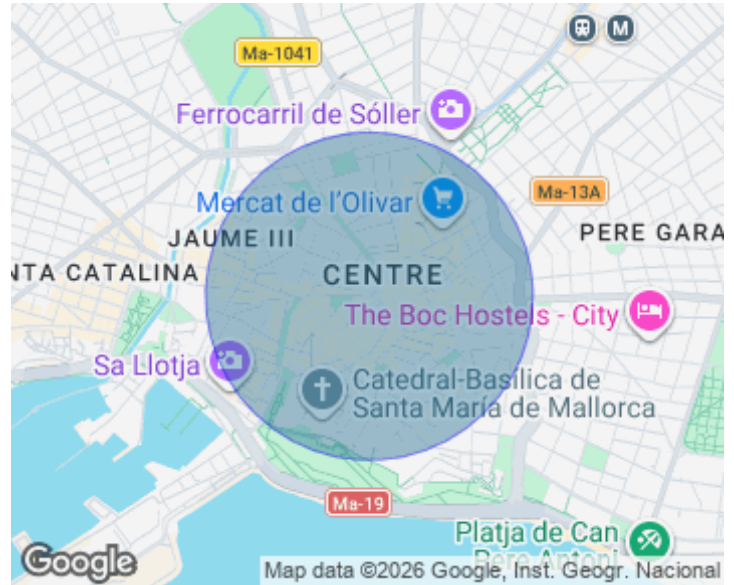 Ma-1041
M
Ferrocarril de Sóller
Mercat de l'Olivar
Ma-13A
JAUME III
PERE GARA
NTA CATALINA
CENTRE
The Boc Hostels - City
Sa Llotja
Catedral-Basílica de
Santa María de Mallorca
Ma-19
Platja de Can
Pere Antoni
Google
Map data ©2026 Google, Inst. Geogr. Nacional